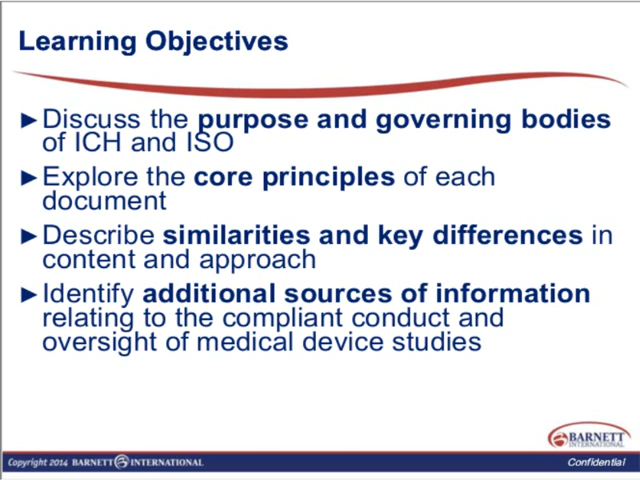 Learning Objectives
►Discuss the purpose and governing bodies
of ICH and ISO
►Explore the core principles of each
document
►Describe similarities and key differences in
content and approach
►Identify additional sources of information
relating to the compliant conduct and
oversight of medical device studies
BARNETT
INTERNATIONAL
Copyright 2014 BARNETT INTERNATIONAL
Confidential